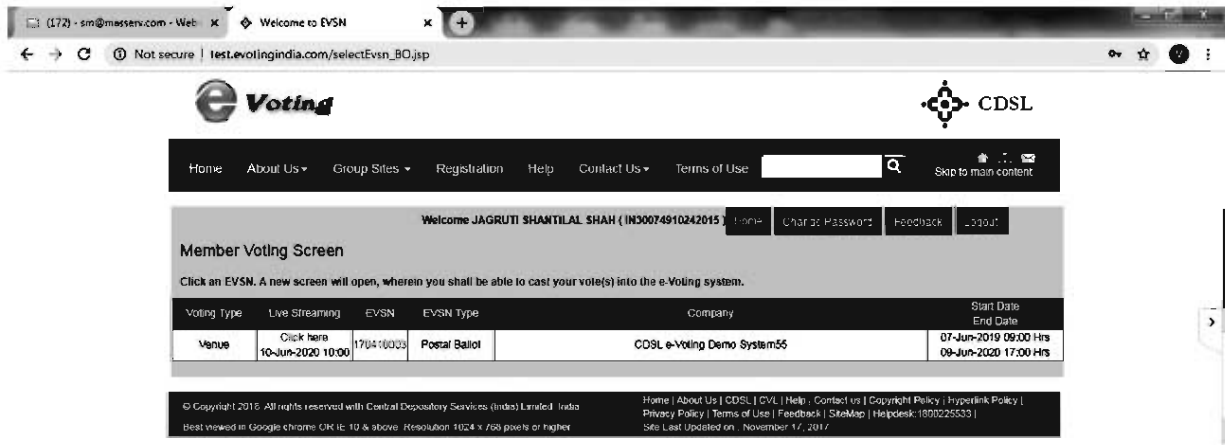 (172) - sm@masserv.com - Web
Welcome to EVSN
Not secure | test.evotingindia.com/selectEvsn_BO.jsp
e Voting
CDSL
Home About Us Group Sites Registration Help Contact Us Terms of Use
Skip to main content
Welcome JAGRUTI SHANTILAL SHAH ( IN30074910242015 ) Home Change Password Feedback Logout
Member Voting Screen
Click an EVSN. A new screen will open, wherein you shall be able to cast your vote(s) into the e-Voting system.
Voting Type Live Streaming EVSN EVSN Type Company Start Date
End Date
Venue Click here Postal Ballot CDSL e-Voting Demo System55 07-Jun-2019 09:00 Hrs
10-Jun-2020 10:00 09-Jun-2020 17:00 Hrs
© Copyright All rights reserved with Central Depository Services (India) Limited India
Best viewed in Google chrome OR IE 10 & above Resolution 1024 x 768 pixels or higher
Home | About Us | CDSL | CVL | Help | Contact us | Copyright Policy | Hyperlink Policy |
Privacy Policy | Terms of Use | Feedback | SiteMap | Helpdesk:1800225533 |
Site Last Updated on : November 17, 2017